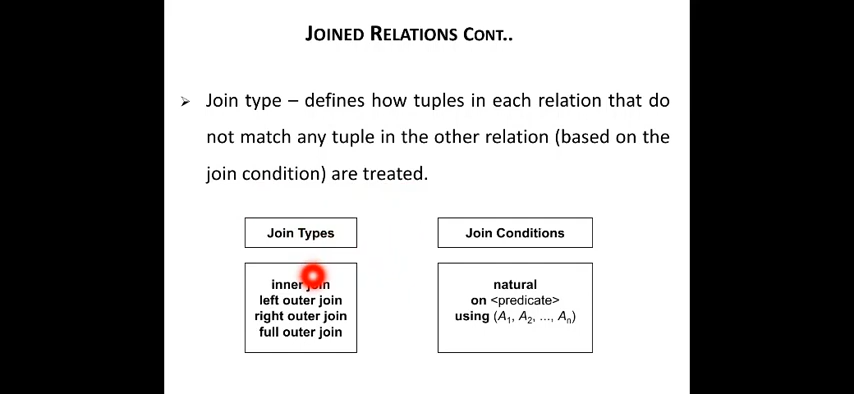 JOINED RELATIONS CONT..
➢ Join type – defines how tuples in each relation that do
not match any tuple in the other relation (based on the
join condition) are treated.
Join Types
inner join
left outer join
right outer join
full outer join
Join Conditions
natural
on <predicate>
using (A1, A2, ..., An)